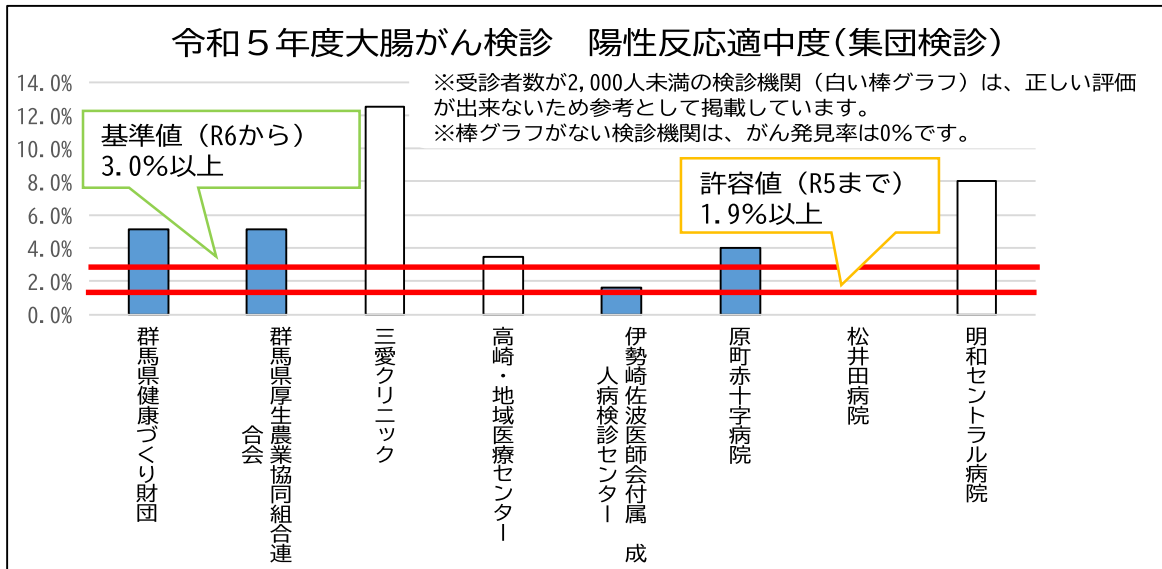 令和５年度大腸がん検診　陽性反応適中度(集団検診)
※受診者数が2,000人未満の検診機関（白い棒グラフ）は、正しい評価
が出来ないため参考として掲載しています。
※棒グラフがない検診機関は、がん発見率は0％です。
基準値（R6から）
3.0％以上
許容値（R5まで）
1.9％以上
14.0%
12.0%
10.0%
8.0%
6.0%
4.0%
2.0%
0.0%
群馬県健康づくり財団
群馬県厚生農業協同組合連
合会
三愛クリニック
高崎・地域医療センター
伊勢崎佐波医師会付属　成
人病検診センター
原町赤十字病院
松井田病院
明和セントラル病院